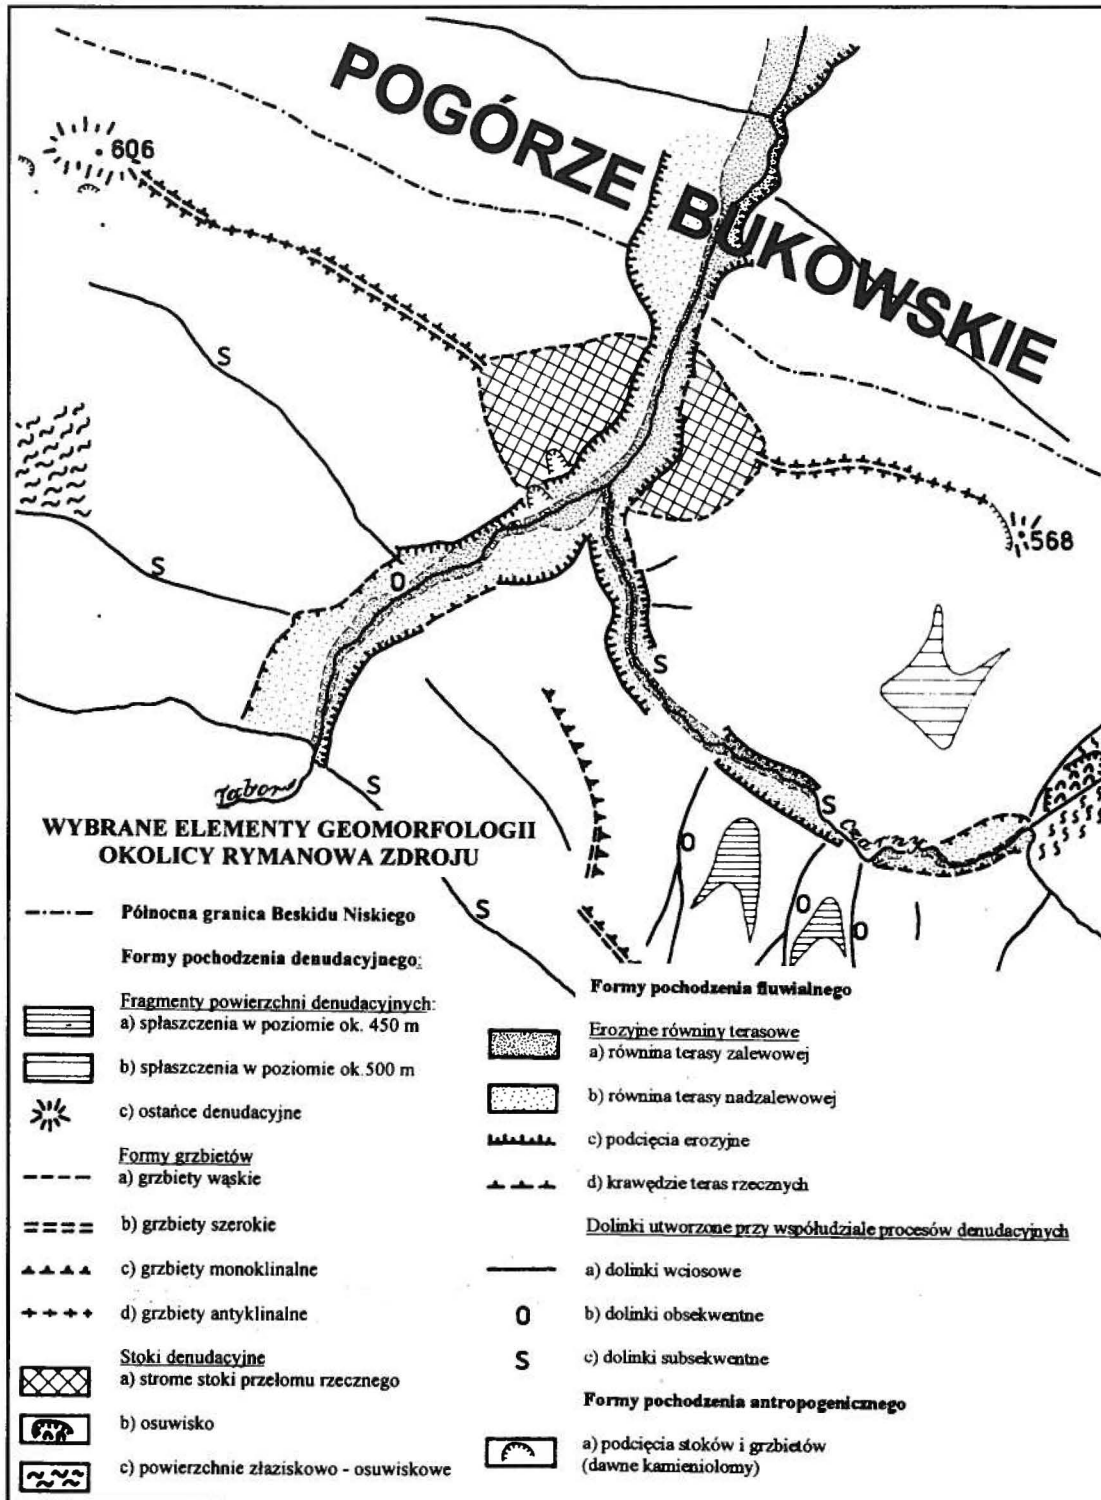 POGÓRZE BUKOWSKIE
606
S
568
S
O
S
S
Tabor
S
Czarny
O
S
O
O
WYBRANE ELEMENTY GEOMORFOLOGII
OKOLICY RYMANOWA ZDROJU
Północna granica Beskidu Niskiego
Formy pochodzenia denudacyjnego:
Fragmenty powierzchni denudacyjnych:
a) spłaszczenia w poziomie ok. 450 m
b) spłaszczenia w poziomie ok.500 m
c) ostańce denudacyjne
Formy grzbietów
a) grzbiety wąskie
b) grzbiety szerokie
c) grzbiety monoklinalne
d) grzbiety antyklinalne
Stoki denudacyjne
a) strome stoki przełomu rzecznego
b) osuwisko
c) powierzchnie złaziskowo - osuwiskowe
Formy pochodzenia fluwialnego
Erozyjne równiny terasowe
a) równina terasy zalewowej
b) równina terasy nadzalewowej
c) podcięcia erozyjne
d) krawędzie teras rzecznych
Dolinki utworzone przy współudziale procesów denudacyjnych
a) dolinki wciosowe
O b) dolinki obsekwentne
S c) dolinki subsekwentne
Formy pochodzenia antropogenicznego
a) podcięcia stoków i grzbietów
(dawne kamieniolomy)